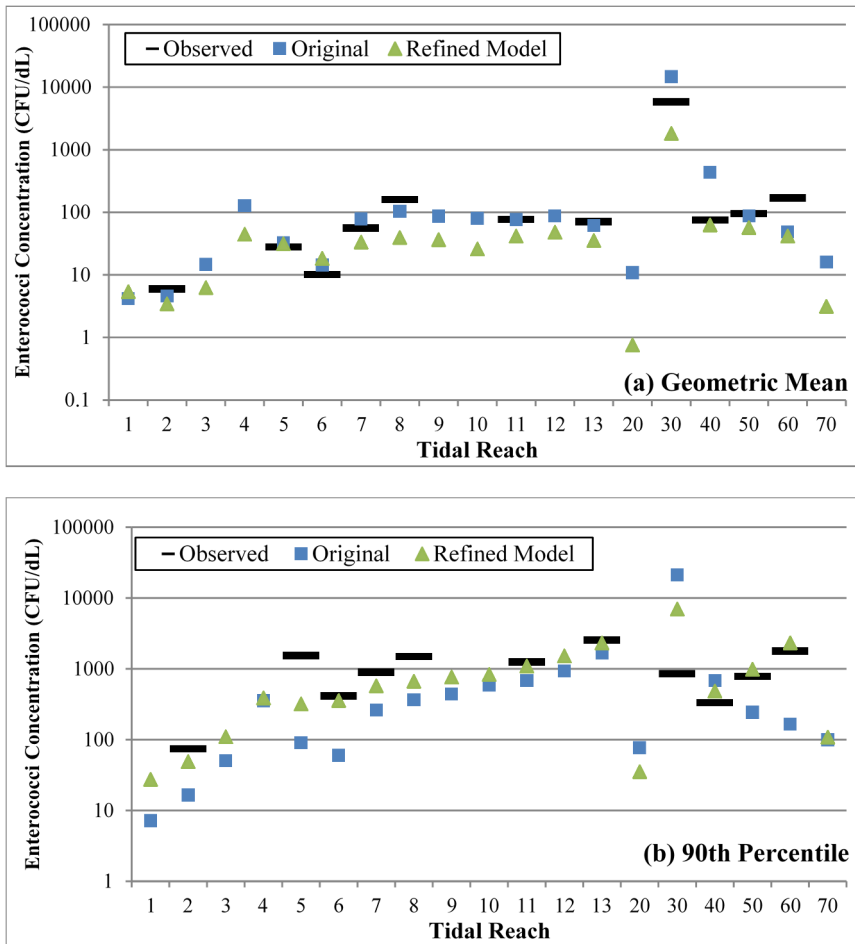 100000
10000
1000
100
10
1
0.1
Enterococci Concentration (CFU/dL)
Observed Original Refined Model
(a) Geometric Mean
1 2 3 4 5 6 7 8 9 10 11 12 13 20 30 40 50 60 70
Tidal Reach
100000
10000
1000
100
10
1
Enterococci Concentration (CFU/dL)
Observed Original Refined Model
(b) 90th Percentile
1 2 3 4 5 6 7 8 9 10 11 12 13 20 30 40 50 60 70
Tidal Reach